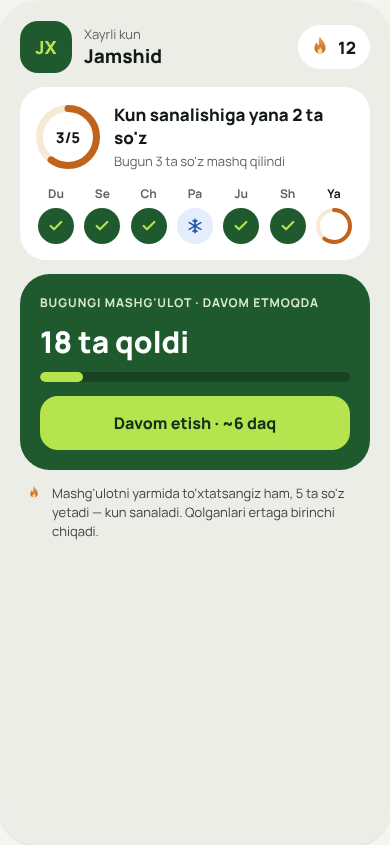 JX
Xayrli kun
Jamshid
12
3/5
Kun sanalishiga yana 2 ta
so'z
Bugun 3 ta so'z mashq qilindi
Du Se Ch Pa Ju Sh Ya
BUGUNGI MASHG'ULOT · DAVOM ETMOQDA
18 ta qoldi
Davom etish · ~6 daq
Mashg'ulotni yarmida to'xtatsangiz ham, 5 ta so'z
yetadi — kun sanaladi. Qolganlari ertaga birinchi
chiqadi.